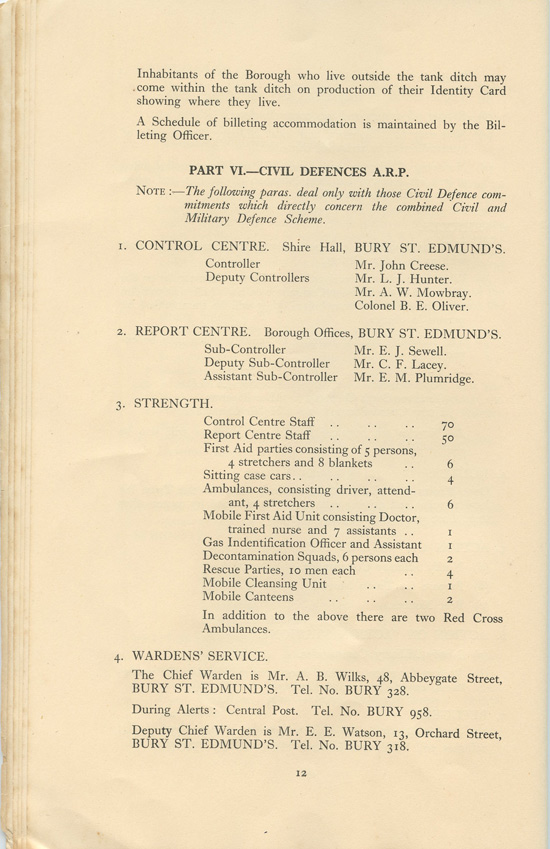 Inhabitants of the Borough who live outside the tank ditch may
come within the tank ditch on production of their Identity Card
showing where they live.
A Schedule of billeting accommodation is maintained by the Bil-
leting Officer.
PART VI.—CIVIL DEFENCES A.R.P.
NOTE :—The following paras. deal only with those Civil Defence com-
mitments which directly concern the combined Civil and
Military Defence Scheme.
1. CONTROL CENTRE. Shire Hall, BURY ST. EDMUND'S.
Controller Mr. John Creese.
Deputy Controllers Mr. L. J. Hunter.
Mr. A. W. Mowbray.
Colonel B. E. Oliver.
2. REPORT CENTRE. Borough Offices, BURY ST. EDMUND'S.
Sub-Controller Mr. E. J. Sewell.
Deputy Sub-Controller Mr. C. F. Lacey.
Assistant Sub-Controller Mr. E. M. Plumridge.
3. STRENGTH.
Control Centre Staff .. .. .. 70
Report Centre Staff .. .. .. 50
First Aid parties consisting of 5 persons,
4 stretchers and 8 blankets .. 6
Sitting case cars.. .. .. .. 4
Ambulances, consisting driver, attend-
ant, 4 stretchers .. .. .. 6
Mobile First Aid Unit consisting Doctor,
trained nurse and 7 assistants .. 1
Gas Indentification Officer and Assistant 1
Decontamination Squads, 6 persons each 2
Rescue Parties, 10 men each .. 4
Mobile Cleansing Unit .. .. 1
Mobile Canteens .. .. .. 2
In addition to the above there are two Red Cross
Ambulances.
4. WARDENS' SERVICE.
The Chief Warden is Mr. A. B. Wilks, 48, Abbeygate Street,
BURY ST. EDMUND'S. Tel. No. BURY 328.
During Alerts : Central Post. Tel. No. BURY 958.
Deputy Chief Warden is Mr. E. E. Watson, 13, Orchard Street,
BURY ST. EDMUND'S. Tel. No. BURY 318.
12